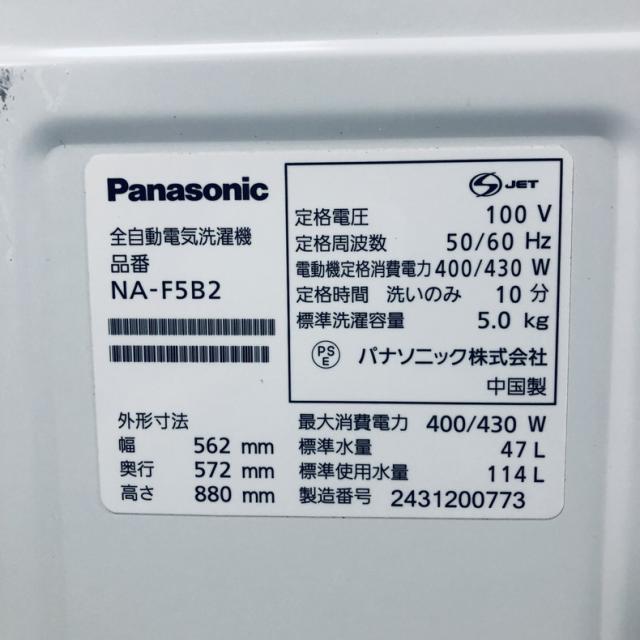 Panasonic
全自動電気洗濯機
品番
NA-F5B2
S JET
定格電圧 100 V
定格周波数 50/60 Hz
電動機定格消費電力 400/430 W
定格時間 洗いのみ 10 分
標準洗濯容量 5.0 kg
PS E パナソニック株式会社
中国製
外形寸法
幅 562 mm
奥行 572 mm
高さ 880 mm
最大消費電力 400/430 W
標準水量 47 L
標準使用水量 114 L
製造番号 2431200773